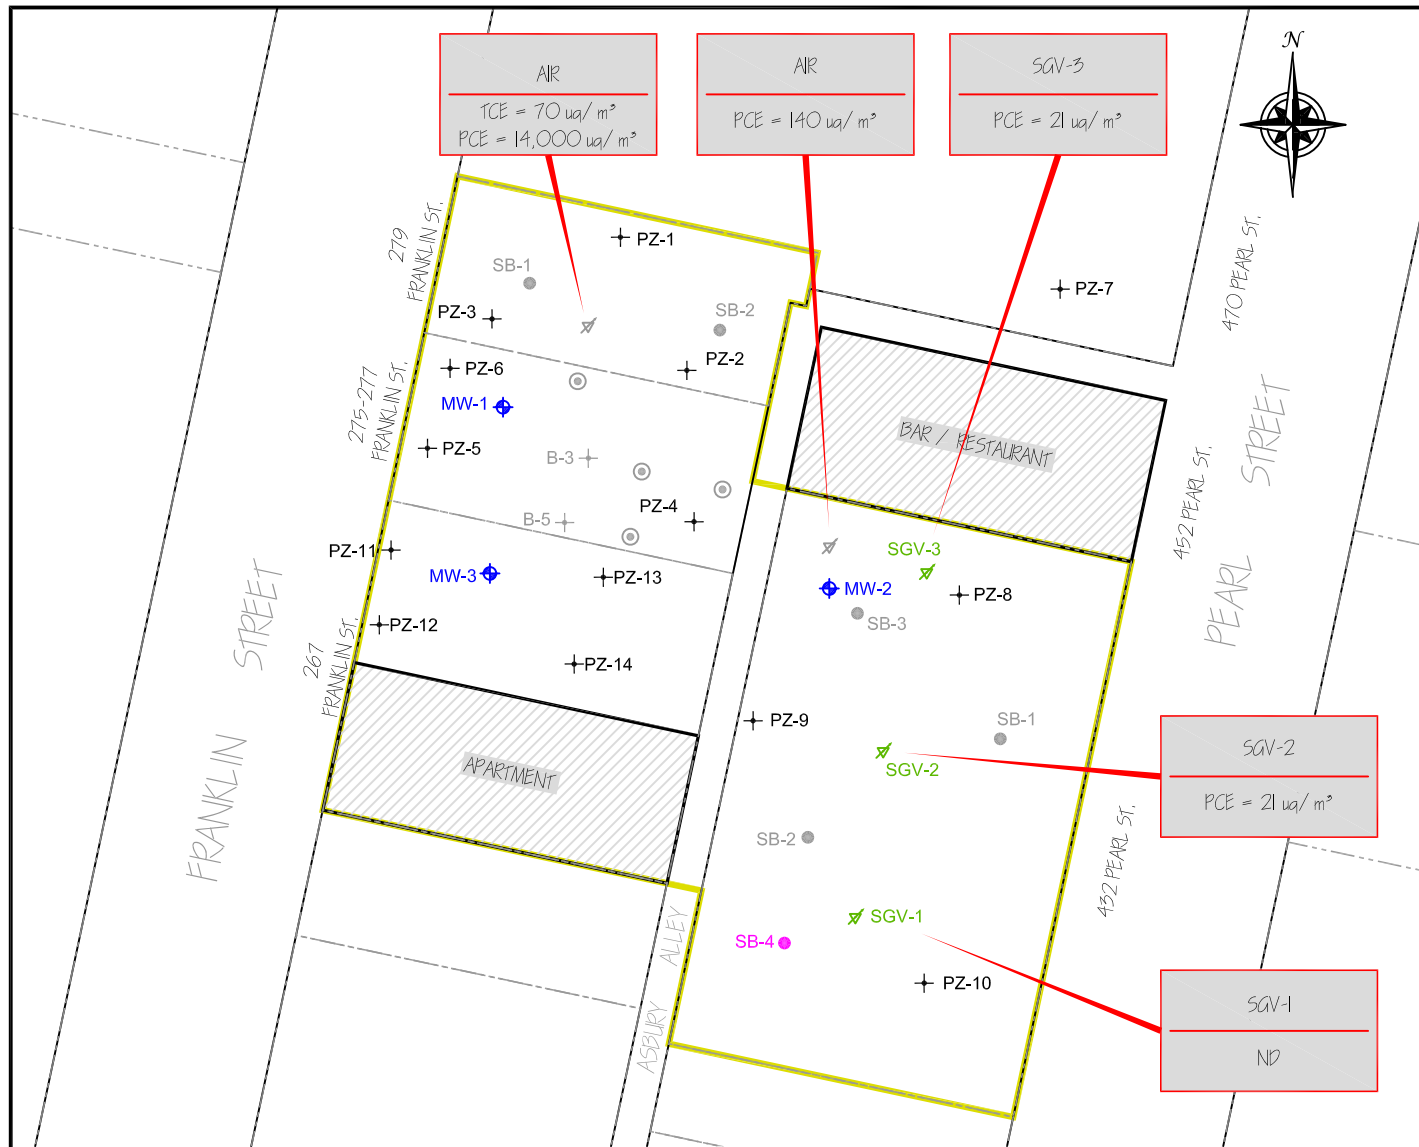 AIR
TCE = 70 ug/m³
PCE = 14,000 ug/m³
AIR
PCE = 140 ug/m³
SGV-3
PCE = 21 ug/m³
N
279
FRANKLIN ST.
PZ-1
SB-1
PZ-3
SB-2
PZ-2
PZ-7
470 PEARL ST.
275-277
FRANKLIN ST.
PZ-6
MW-1
PZ-5
B-3
PZ-4
B-5
BAR / RESTAURANT
PEARL STREET
452 PEARL ST.
PZ-11
MW-3
PZ-13
SGV-3
MW-2
PZ-8
SB-3
PZ-12
PZ-14
267
FRANKLIN ST.
FRANKLIN STREET
APARTMENT
PZ-9
SB-1
SGV-2
SGV-2
PCE = 21 ug/m³
SB-2
432 PEARL ST.
SGV-1
SB-4
PZ-10
ASBURY ALLEY
SGV-1
ND